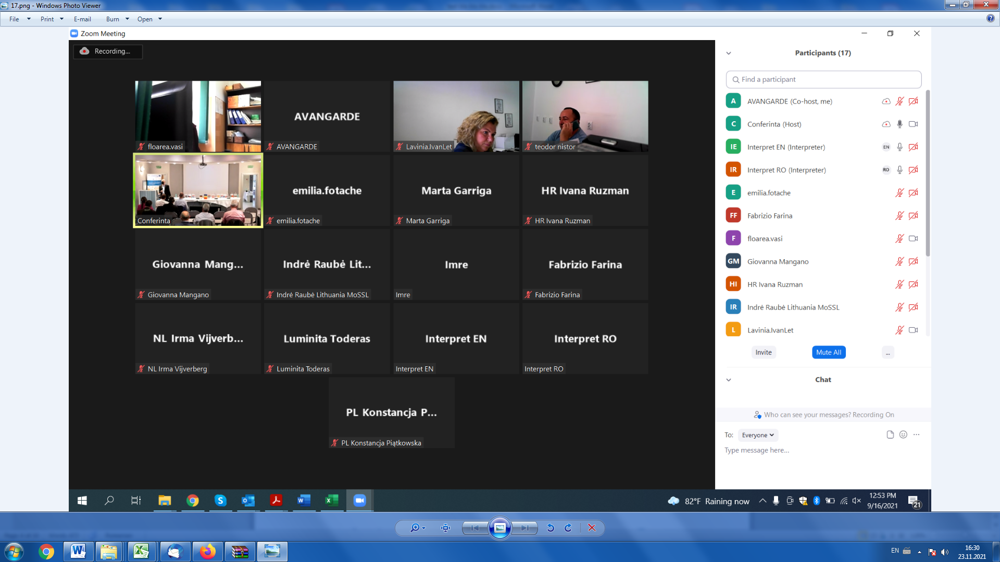 17.png - Windows Photo Viewer
File
Print
E-mail
Burn
Open
Zoom Meeting
Recording...
floarea.vasi
AVANGARDE
AVANGARDE
Lavinia.IvanLet
teodor nistor
Conferinta
emilia.fotache
emilia.fotache
Marta Garriga
Marta Garriga
HR Ivana Ruzman
HR Ivana Ruzman
Giovanna Mang...
Giovanna Mangano
Indrė Raubė Lit...
Indrė Raubė Lithuania MoSSL
Imre
Imre
Fabrizio Farina
Fabrizio Farina
NL Irma Vijverb...
NL Irma Vijverberg
Luminita Toderas
Luminita Toderas
Interpret EN
Interpret EN
Interpret RO
Interpret RO
PL Konstancja P...
PL Konstancja Piątkowska
Participants (17)
Find a participant
A AVANGARDE (Co-host, me)
C Conferinta (Host)
IE Interpret EN (Interpreter) EN
IR Interpret RO (Interpreter) RO
E emilia.fotache
FF Fabrizio Farina
F floarea.vasi
GM Giovanna Mangano
HI HR Ivana Ruzman
IR Indrė Raubė Lithuania MoSSL
L Lavinia.IvanLet
Invite
Mute All
...
Chat
Who can see your messages? Recording On
To: Everyone
Type message here...
82°F Raining now
12:53 PM
9/16/2021
21
EN
16:30
23.11.2021